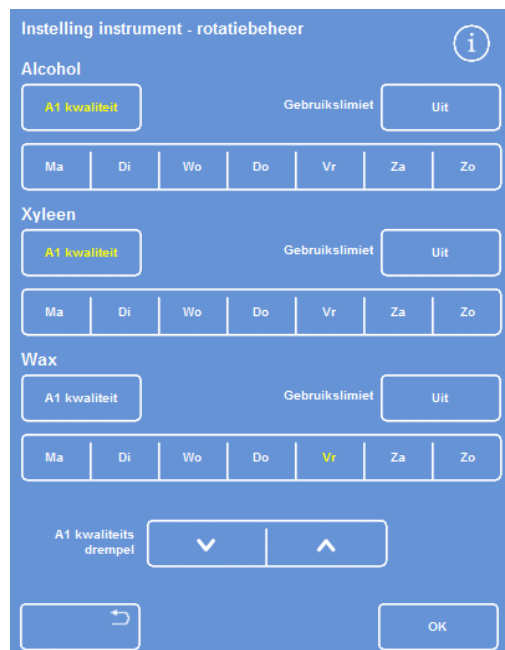 Instelling instrument - rotatiebeheer
i
Alcohol
A1 kwaliteit Gebruikslimiet Uit
Ma Di Wo Do Vr Za Zo
Xyleen
A1 kwaliteit Gebruikslimiet Uit
Ma Di Wo Do Vr Za Zo
Wax
A1 kwaliteit Gebruikslimiet Uit
Ma Di Wo Do Vr Za Zo
A1 kwaliteits
drempel
OK